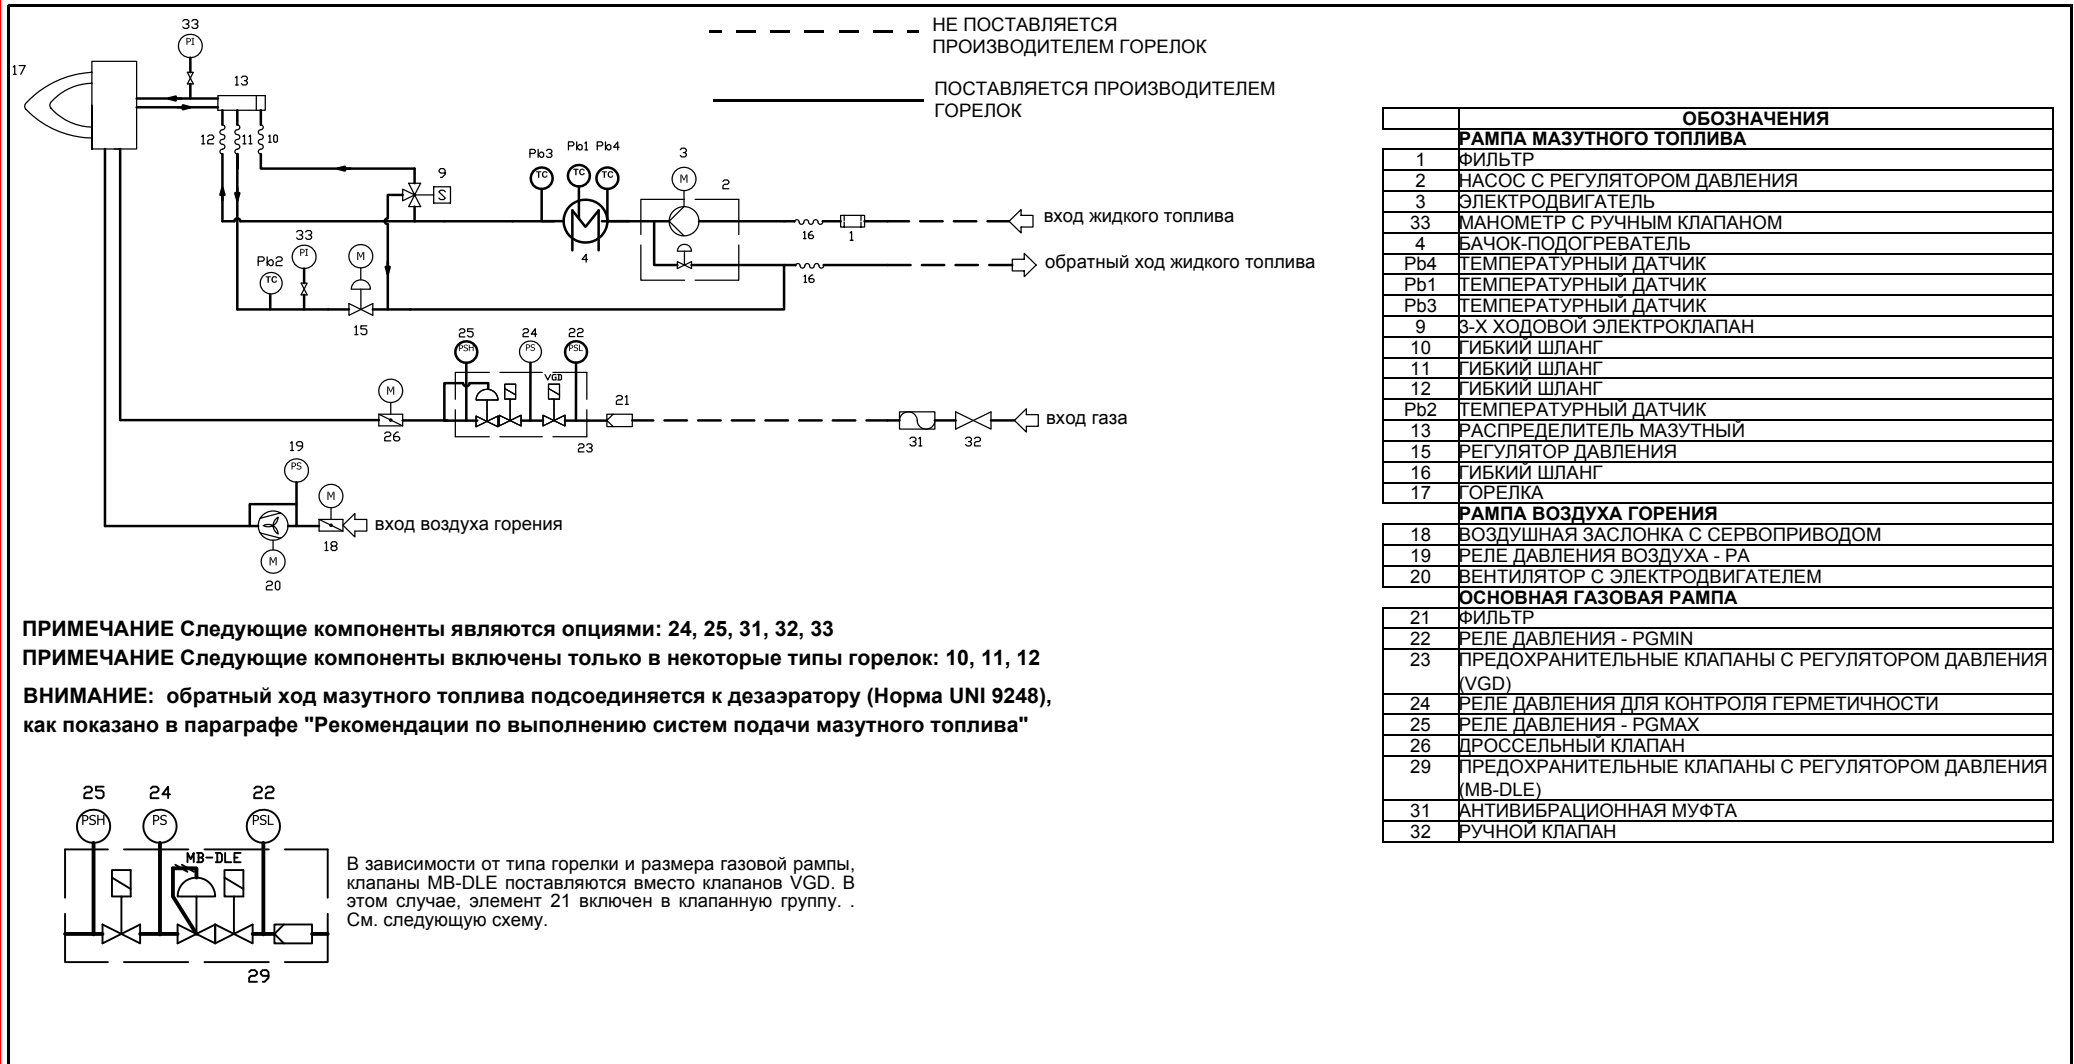 НЕ ПОСТАВЛЯЕТСЯ
ПРОИЗВОДИТЕЛЕМ ГОРЕЛОК
ПОСТАВЛЯЕТСЯ ПРОИЗВОДИТЕЛЕМ
ГОРЕЛОК
33
PI
17
13
12
11
10
Pb3
Pb1
Pb4
TC
TC
TC
3
M
2
9
S
вход жидкого топлива
16
1
4
обратный ход жидкого топлива
16
33
PI
M
Pb2
TC
15
25
24
22
PSH
PS
PSL
VGD
M
21
26
23
31
32
вход газа
19
PS
M
вход воздуха горения
18
M
20
ПРИМЕЧАНИЕ Следующие компоненты являются опциями: 24, 25, 31, 32, 33
ПРИМЕЧАНИЕ Следующие компоненты включены только в некоторые типы горелок: 10, 11, 12
ВНИМАНИЕ: обратный ход мазутного топлива подсоединяется к дезаэратору (Норма UNI 9248),
как показано в параграфе "Рекомендации по выполнению систем подачи мазутного топлива"
25
24
22
PSH
PS
PSL
MB-DLE
29
В зависимости от типа горелки и размера газовой рампы,
клапаны MB-DLE поставляются вместо клапанов VGD. В
этом случае, элемент 21 включен в клапанную группу. .
См. следующую схему.
ОБОЗНАЧЕНИЯ
РАМПА МАЗУТНОГО ТОПЛИВА
1 ФИЛЬТР
2 НАСОС С РЕГУЛЯТОРОМ ДАВЛЕНИЯ
3 ЭЛЕКТРОДВИГАТЕЛЬ
33 МАНОМЕТР С РУЧНЫМ КЛАПАНОМ
4 БАЧОК-ПОДОГРЕВАТЕЛЬ
Pb4 ТЕМПЕРАТУРНЫЙ ДАТЧИК
Pb1 ТЕМПЕРАТУРНЫЙ ДАТЧИК
Pb3 ТЕМПЕРАТУРНЫЙ ДАТЧИК
9 3-Х ХОДОВОЙ ЭЛЕКТРОКЛАПАН
10 ГИБКИЙ ШЛАНГ
11 ГИБКИЙ ШЛАНГ
12 ГИБКИЙ ШЛАНГ
Pb2 ТЕМПЕРАТУРНЫЙ ДАТЧИК
13 РАСПРЕДЕЛИТЕЛЬ МАЗУТНЫЙ
15 РЕГУЛЯТОР ДАВЛЕНИЯ
16 ГИБКИЙ ШЛАНГ
17 ГОРЕЛКА
РАМПА ВОЗДУХА ГОРЕНИЯ
18 ВОЗДУШНАЯ ЗАСЛОНКА С СЕРВОПРИВОДОМ
19 РЕЛЕ ДАВЛЕНИЯ ВОЗДУХА - PA
20 ВЕНТИЛЯТОР С ЭЛЕКТРОДВИГАТЕЛЕМ
ОСНОВНАЯ ГАЗОВАЯ РАМПА
21 ФИЛЬТР
22 РЕЛЕ ДАВЛЕНИЯ - PGMIN
23 ПРЕДОХРАНИТЕЛЬНЫЕ КЛАПАНЫ С РЕГУЛЯТОРОМ ДАВЛЕНИЯ
(VGD)
24 РЕЛЕ ДАВЛЕНИЯ ДЛЯ КОНТРОЛЯ ГЕРМЕТИЧНОСТИ
25 РЕЛЕ ДАВЛЕНИЯ - PGMAX
26 ДРОССЕЛЬНЫЙ КЛАПАН
29 ПРЕДОХРАНИТЕЛЬНЫЕ КЛАПАНЫ С РЕГУЛЯТОРОМ ДАВЛЕНИЯ
(MB-DLE)
31 АНТИВИБРАЦИОННАЯ МУФТА
32 РУЧНОЙ КЛАПАН